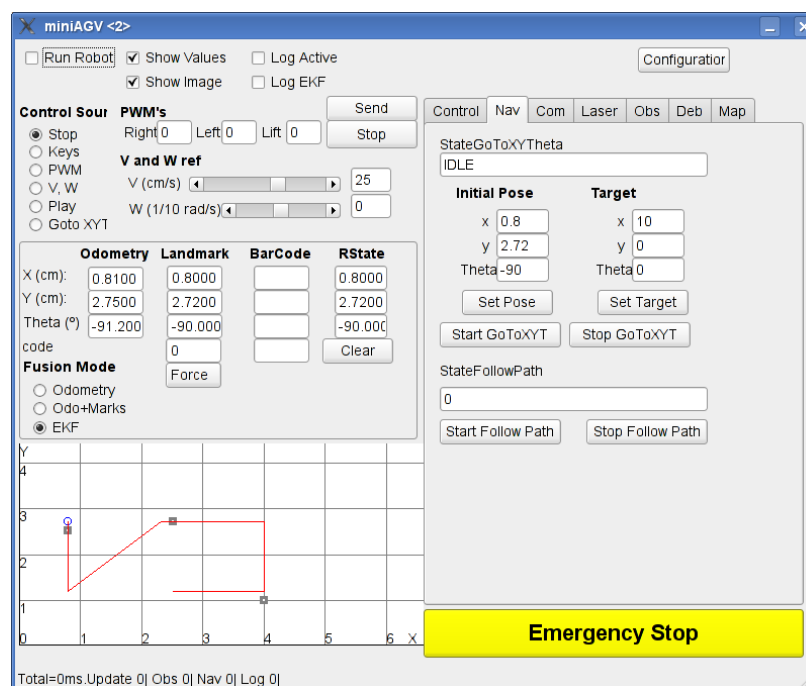 miniAGV <2>
Run Robot Show Values Log Active Configuration
Show Image Log EKF
Control Sour PWM's Send
Stop Right 0 Left 0 Lift 0 Stop
Keys
PWM V and W ref
V, W V (cm/s) 25
Play W (1/10 rad/s) 0
Goto XYT
Odometry Landmark BarCode RState
X (cm): 0.8100 0.8000 0.8000
Y (cm): 2.7500 2.7200 2.7200
Theta (º) -91.200 -90.000 -90.000
code 0 Clear
Fusion Mode Force
Odometry
Odo+Marks
EKF
Y
4
3
2
1
0 1 2 3 4 5 6 X
Control Nav Com Laser Obs Deb Map
StateGoToXYTheta
IDLE
Initial Pose Target
x 0.8 x 10
y 2.72 y 0
Theta -90 Theta 0
Set Pose Set Target
Start GoToXYT Stop GoToXYT
StateFollowPath
0
Start Follow Path Stop Follow Path
Emergency Stop
Total=0ms.Update 0| Obs 0| Nav 0| Log 0|